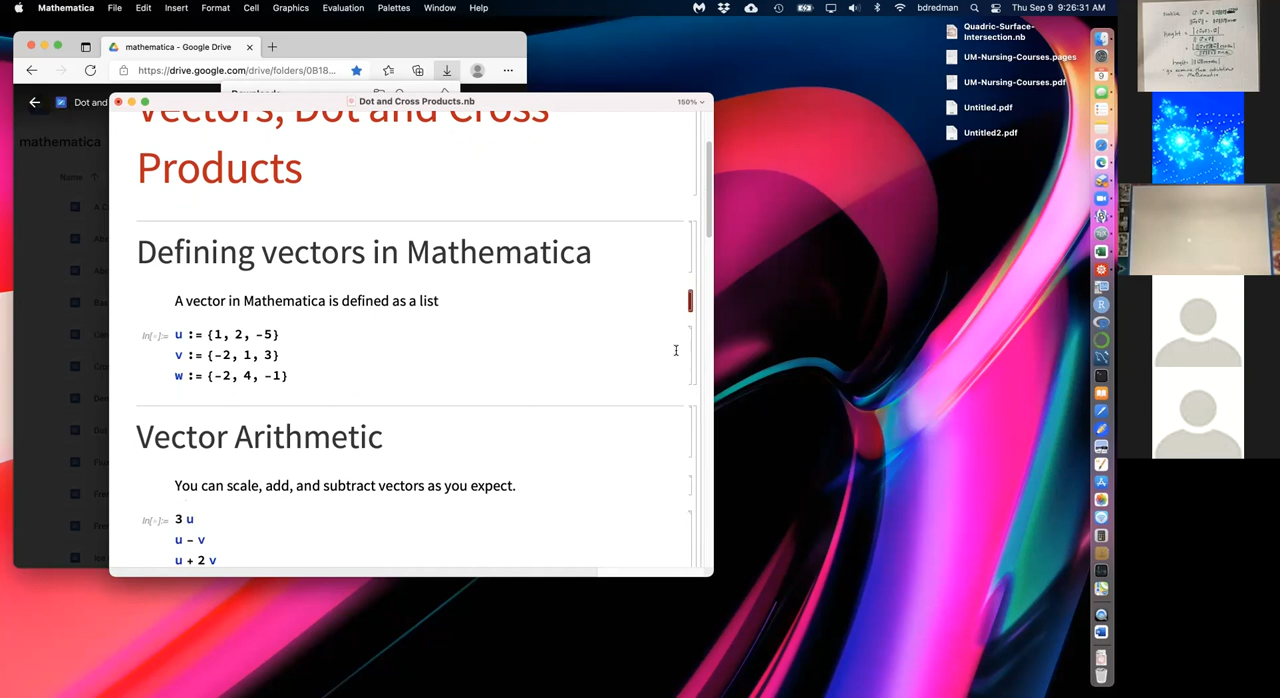 Mathematica File Edit Insert Format Cell Graphics Evaluation Palettes Window Help bdredman Thu Sep 9 9:26:31 AM
mathematica - Google Drive
https://drive.google.com/drive/folders/0B18...
Dot and
Dot and Cross Products.nb
150%
mathematica
Name
Vectors, Dot and Cross
Products
Defining vectors in Mathematica
A vector in Mathematica is defined as a list
In[•]:= u := {1, 2, -5}
v := {-2, 1, 3}
w := {-2, 4, -1}
Vector Arithmetic
You can scale, add, and subtract vectors as you expect.
In[•]:= 3 u
u - v
u + 2 v
Quadric-Surface-
Intersection.nb
UM-Nursing-Courses.pages
UM-Nursing-Courses.pdf
Untitled.pdf
Untitled2.pdf